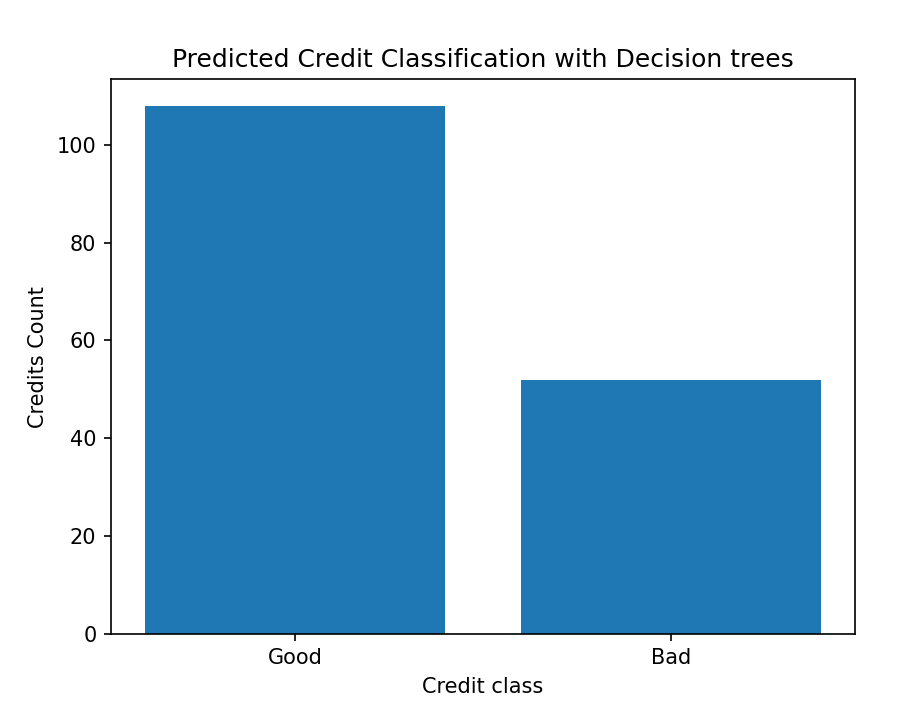 Predicted Credit Classification with Decision trees
Credits Count
100
80
60
40
20
0
Good
Bad
Credit class